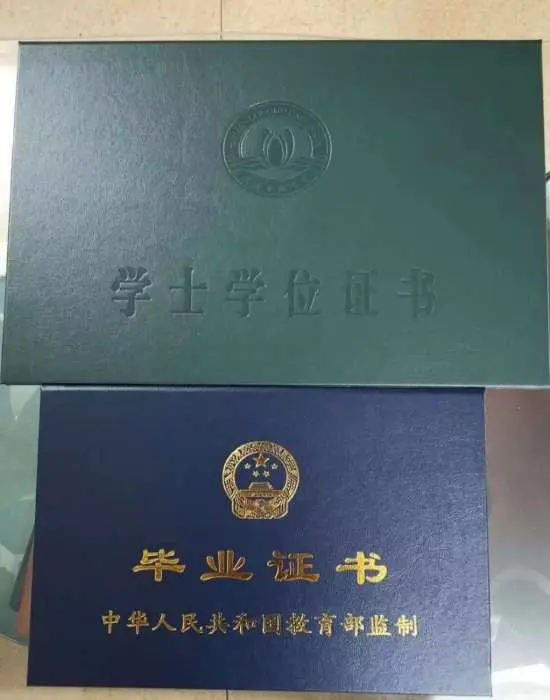 学士学位证书
毕业证书
中华人民共和国教育部监制